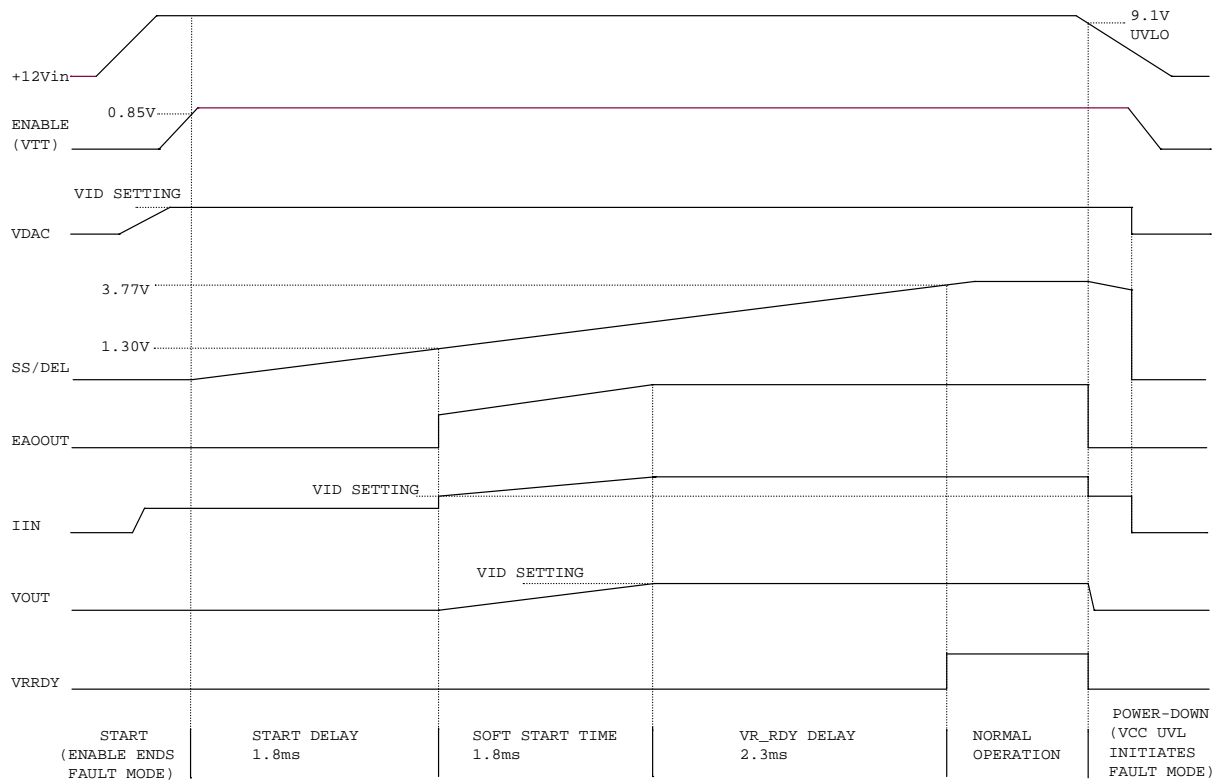 9.1V
UVLO
+12Vin
0.85V
ENABLE
(VTT)
VID SETTING
VDAC
3.77V
1.30V
SS/DEL
EAOOUT
VID SETTING
IIN
VID SETTING
VOUT
VRRDY
START
(ENABLE ENDS
FAULT MODE)
START DELAY
1.8ms
SOFT START TIME
1.8ms
VR_RDY DELAY
2.3ms
NORMAL
OPERATION
POWER-DOWN
(VCC UVL
INITIATES
FAULT MODE)